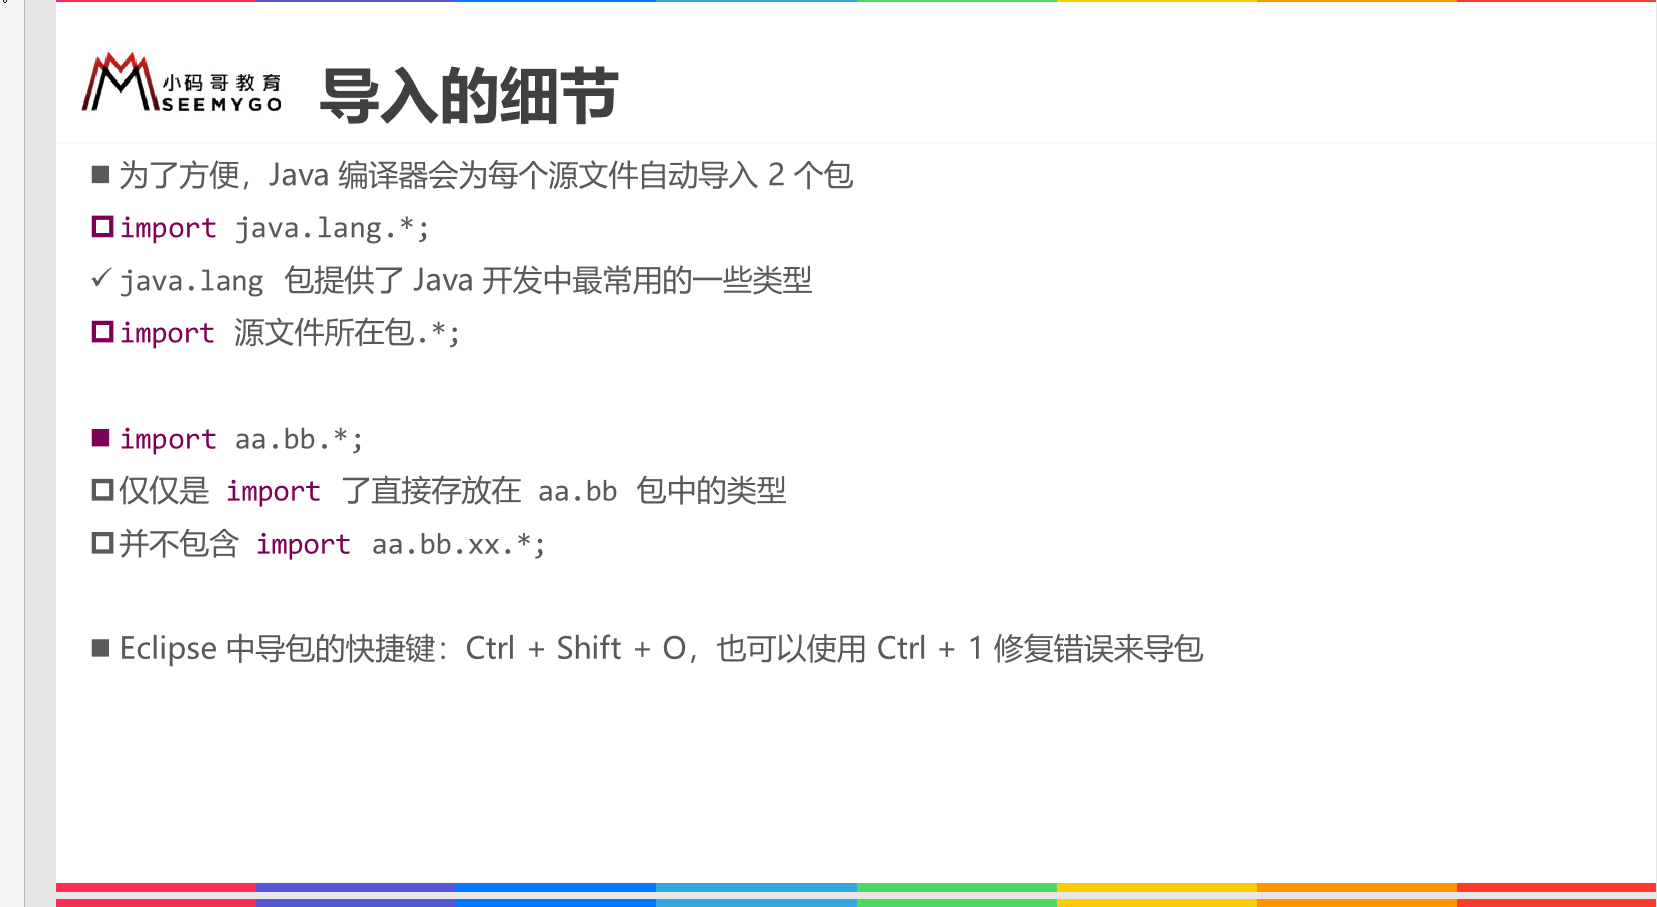 小码哥教育
SEEMYGO
导入的细节
为了方便，Java 编译器会为每个源文件自动导入 2 个包
import java.lang.*;
java.lang 包提供了 Java 开发中最常用的一些类型
import 源文件所在包.*;
import aa.bb.*;
仅仅是 import 了直接存放在 aa.bb 包中的类型
并不包含 import aa.bb.xx.*;
Eclipse 中导包的快捷键：Ctrl + Shift + O，也可以使用 Ctrl + 1 修复错误来导包